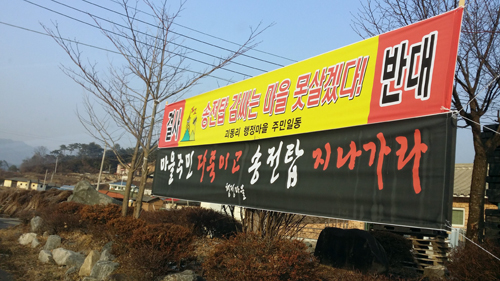 결사 송전탑 감싸는 마을 못살겠다! 반대
괴동리 행정마을 주민일동
마을주민 다죽이고 송전탑 지나가라
행정마을